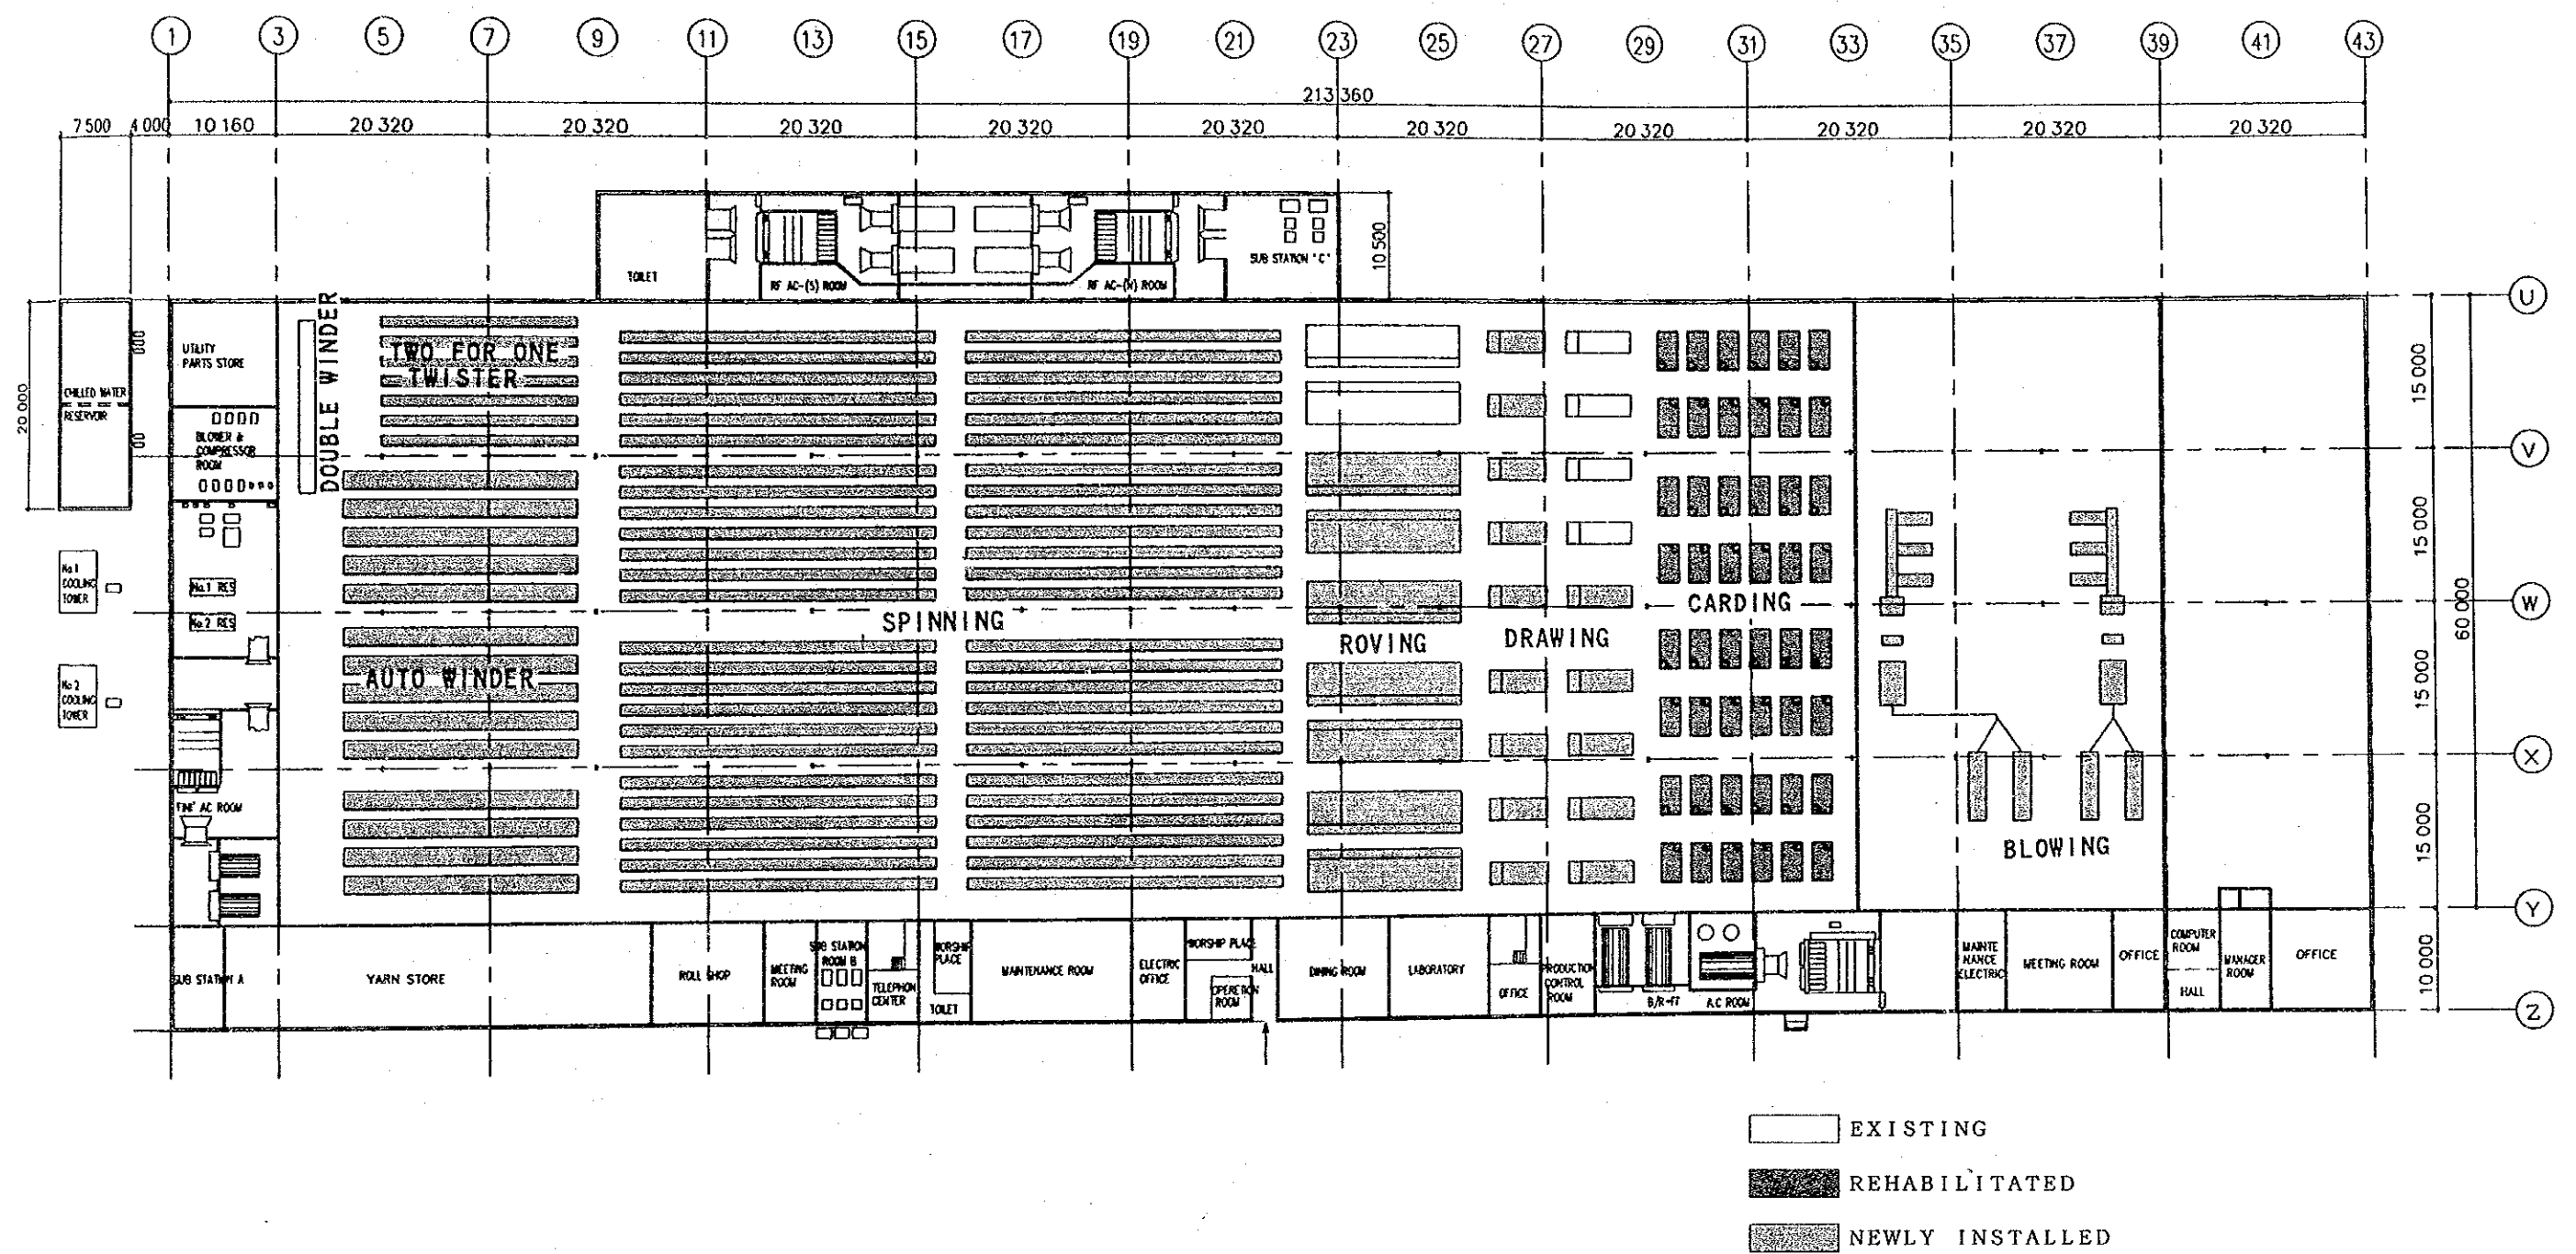 1 3 5 7 9 11 13 15 17 19 21 23 25 27 29 31 33 35 37 39 41 43
213 360
7 500 4 000 10 160 20 320 20 320 20 320 20 320 20 320 20 320 20 320 20 320 20 320 20 320
TOILET
RF AC-(S) ROOM
RF AC-(W) ROOM
SUB STATION "C"
10 500
U
V
W
X
Y
Z
15 000
15 000
15 000
15 000
60 000
10 000
20 000
CHILLED WATER
RESERVOIR
UTILITY
PARTS STORE
BLOWER &
COMPRESSOR
ROOM
DOUBLE WINDER
TWO FOR ONE
TWISTER
No.1
COOLING
TOWER
No.2
COOLING
TOWER
No.1 RES
No.2 RES
AUTO WINDER
SPINNING
ROVING
DRAWING
CARDING
BLOWING
AC ROOM
SUB STATION A
YARN STORE
ROLL SHOP
MEETING
ROOM
SUB STATION
ROOM B
TELEPHON
CENTER
WORSHIP
PLACE
TOILET
MAINTENANCE ROOM
ELECTRIC
OFFICE
WORSHIP PLACE
OPERETION
ROOM
HALL
DINING ROOM
LABORATORY
OFFICE
PRODUCTION
CONTROL
ROOM
A.C ROOM
MAINTE
NANCE
ELECTRIC
MEETING ROOM
OFFICE
COMPUTER
ROOM
HALL
MANAGER
ROOM
OFFICE
EXISTING
REHABILITATED
NEWLY INSTALLED